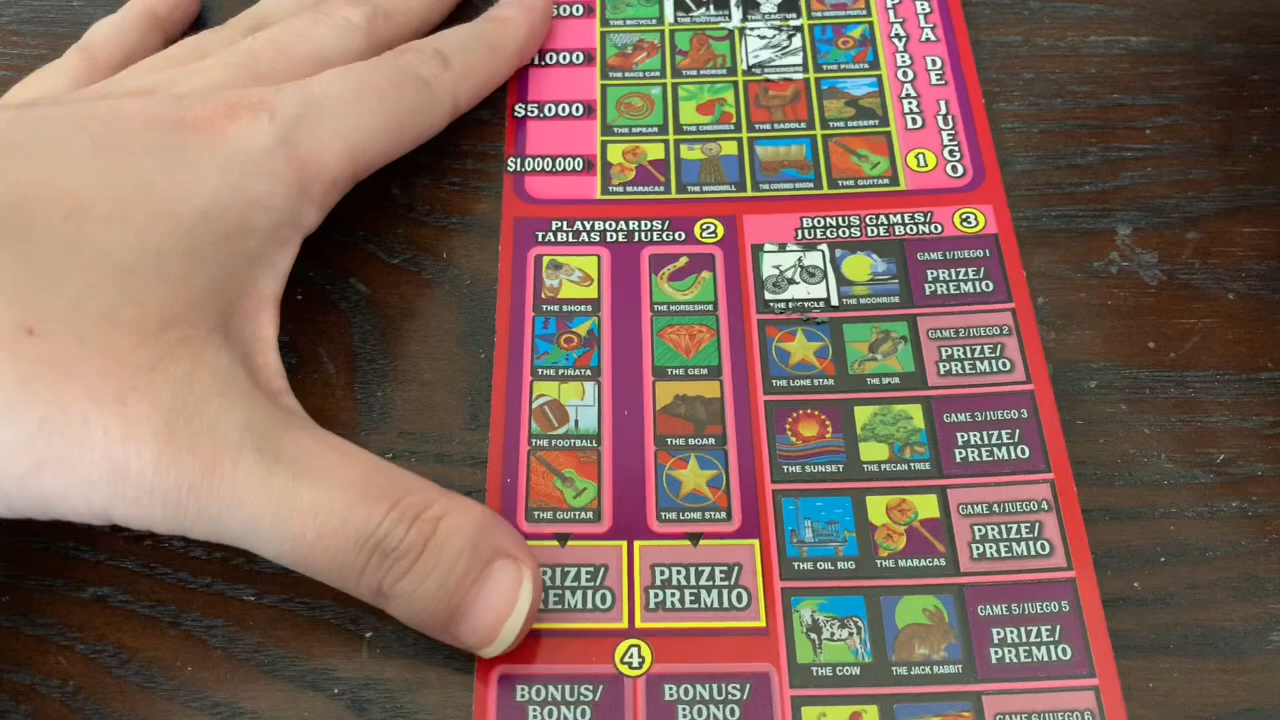 THE BICYCLE THE FOOTBALL THE CACTUS
THE RACE CAR THE HORSE THE PIÑATA
$5,000
THE SPEAR THE CHERRIES THE SADDLE THE DESERT
$1,000,000
THE MARACAS THE WINDMILL THE COVERED WAGON THE GUITAR
PLAYBOARD
DE JUEGO
1
PLAYBOARDS/
TABLAS DE JUEGO
2
THE SHOES THE HORSESHOE
THE PIÑATA THE GEM
THE FOOTBALL THE BOAR
THE GUITAR THE LONE STAR
PRIZE/
PREMIO
4
BONUS/ BONUS/
BONO BONO
BONUS GAMES/
JUEGOS DE BONO
3
THE BICYCLE THE MOONRISE
GAME 1/JUEGO 1
PRIZE/
PREMIO
THE LONE STAR THE SPUR
GAME 2/JUEGO 2
PRIZE/
PREMIO
THE SUNSET THE PECAN TREE
GAME 3/JUEGO 3
PRIZE/
PREMIO
THE OIL RIG THE MARACAS
GAME 4/JUEGO 4
PRIZE/
PREMIO
THE COW THE JACK RABBIT
GAME 5/JUEGO 5
PRIZE/
PREMIO
GAME 6/JUEGO 6